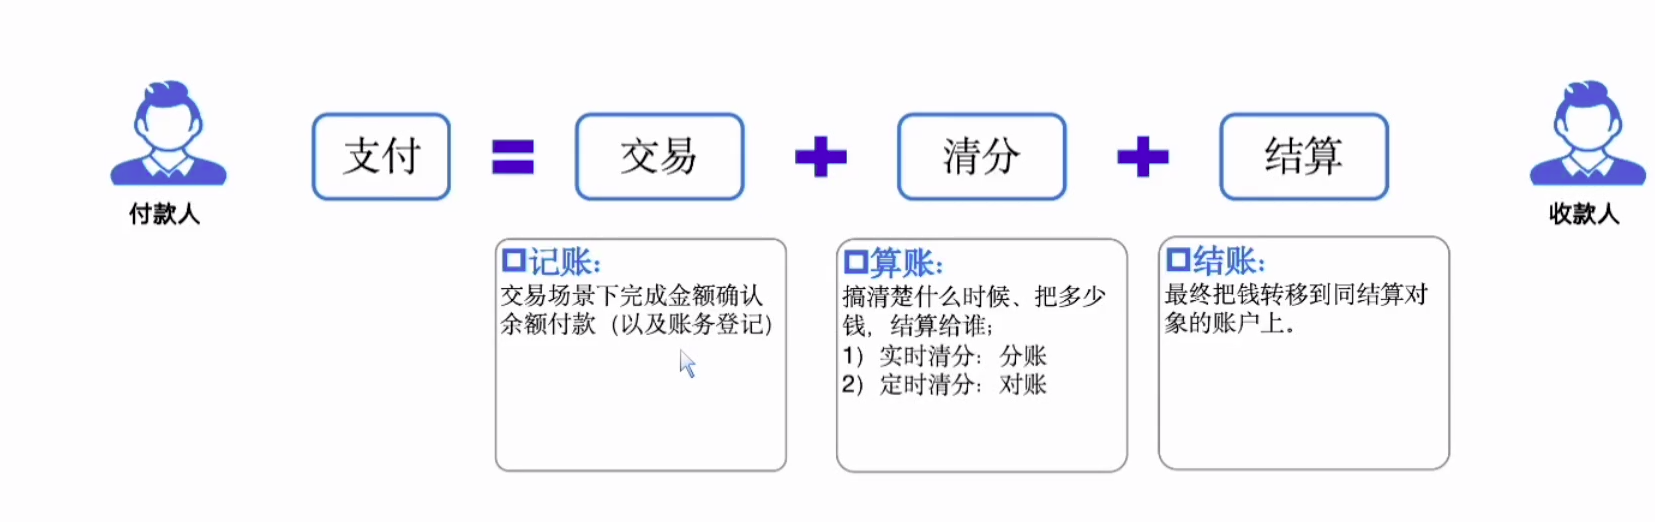 付款人
支付 = 交易 + 清分 + 结算
收款人
记账：
交易场景下完成金额确认
余额付款（以及账务登记）
算账：
搞清楚什么时候、把多少
钱，结算给谁；
1）实时清分：分账
2）定时清分：对账
结账：
最终把钱转移到同结算对
象的账户上。